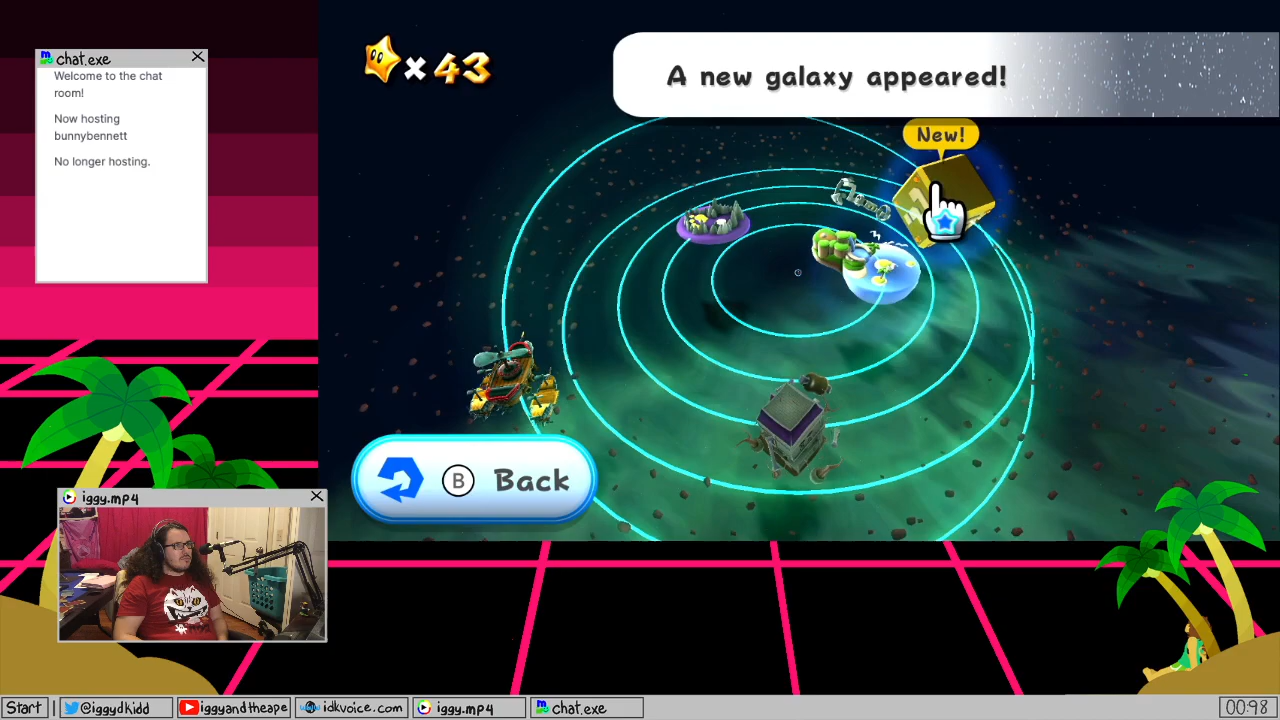 chat.exe
Welcome to the chat
room!
Now hosting
bunnybennett
No longer hosting.
× 43
A new galaxy appeared!
New!
B Back
iggy.mp4
Start | @iggydkidd iggyandtheape idkvoice.com iggy.mp4 chat.exe 00:98